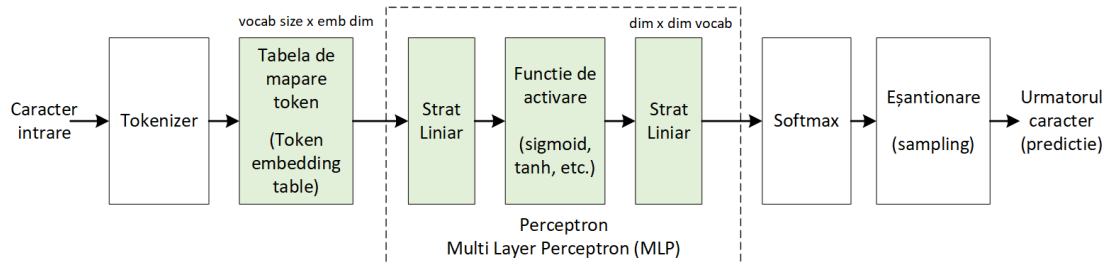 vocab size x emb dim
dim x dim vocab
Caracter
intrare
Tokenizer
Tabela de
mapare
token
(Token
embedding
table)
Strat
Liniar
Functie de
activare
(sigmoid,
tanh, etc.)
Strat
Liniar
Softmax
Eșantionare
(sampling)
Urmatorul
caracter
(predictie)
Perceptron
Multi Layer Perceptron (MLP)